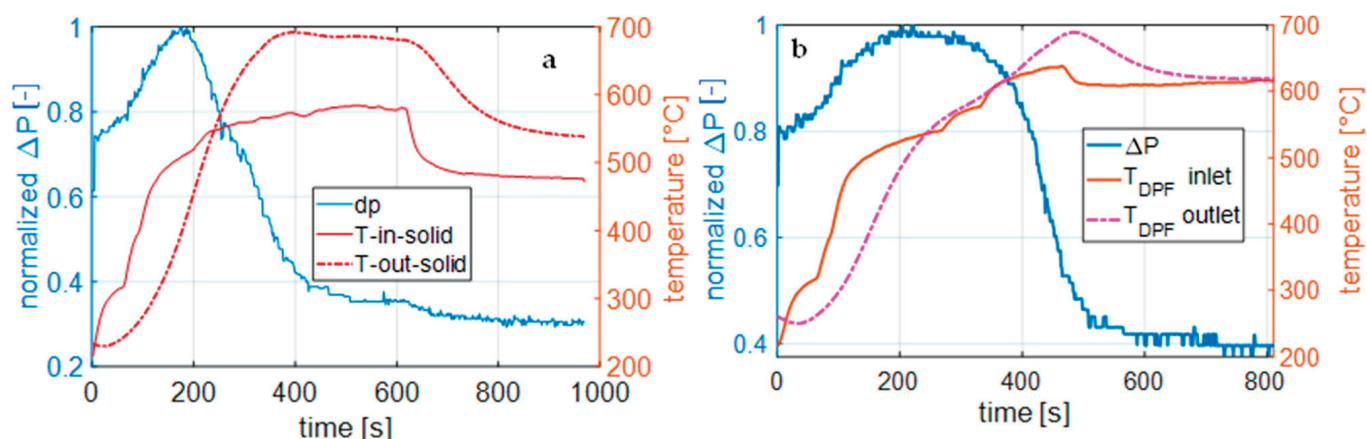 a
normalized ΔP [-]
1
0.8
0.6
0.4
0.2
700
600
500
400
300
200
temperature [°C]
dp
T-in-solid
T-out-solid
0 200 400 600 800 1000
time [s]
b
normalized ΔP [-]
1
0.8
0.6
0.4
700
600
500
400
300
200
temperature [°C]
ΔP
T_DPF inlet
T_DPF outlet
0 200 400 600 800
time [s]